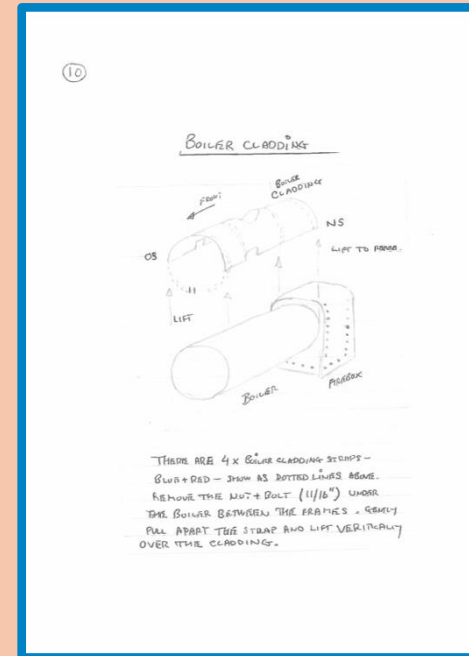 10
BOILER CLADDING
FRONT
BOILER
CLADDING
NS
OS
LIFT TO REMOVE
LIFT
BOILER
FIREBOX
THERE ARE 4 x BOILER CLADDING STRAPS -
BLUE + RED - SHOW AS DOTTED LINES ABOVE.
REMOVE THE NUT + BOLT (11/16") UNDER
THE BOILER BETWEEN THE FRAMES. GENTLY
PULL APART THE STRAP AND LIFT VERTICALLY
OVER THE CLADDING.